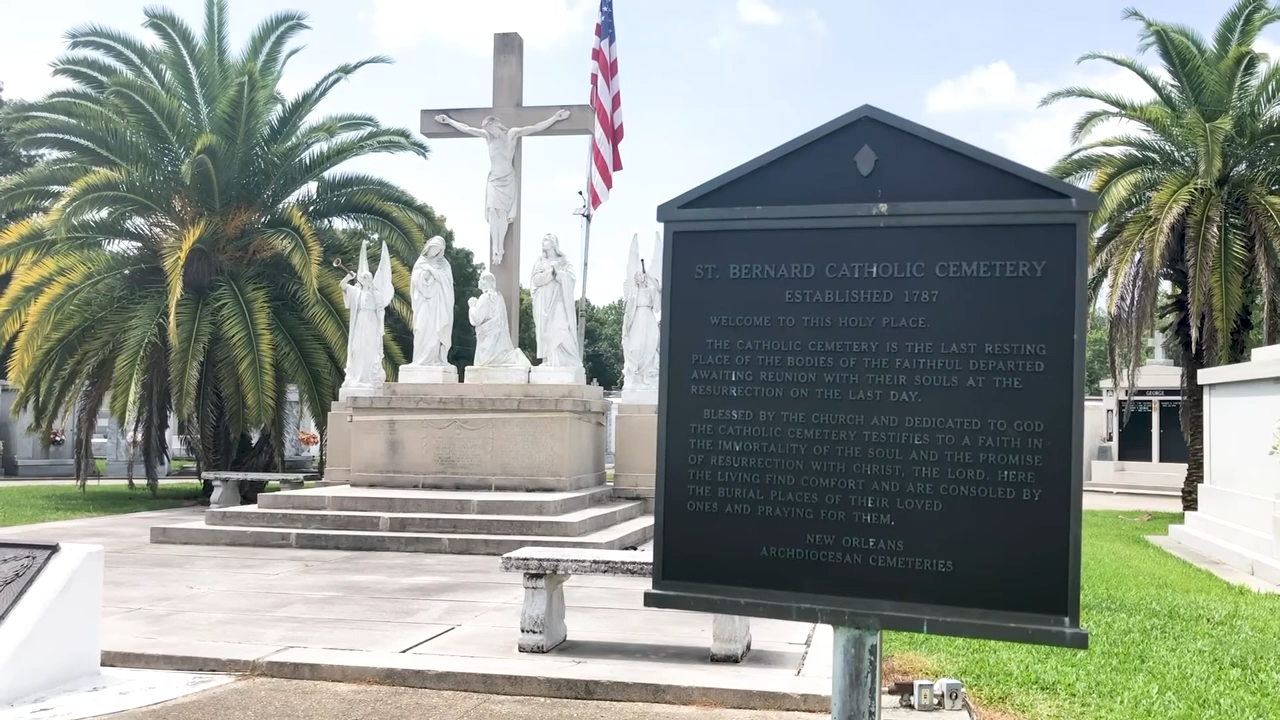 ST. BERNARD CATHOLIC CEMETERY
ESTABLISHED 1787
WELCOME TO THIS HOLY PLACE.
THE CATHOLIC CEMETERY IS THE LAST RESTING
PLACE OF THE BODIES OF THE FAITHFUL DEPARTED
AWAITING REUNION WITH THEIR SOULS AT THE
RESURRECTION ON THE LAST DAY.
BLESSED BY THE CHURCH AND DEDICATED TO GOD
THE CATHOLIC CEMETERY TESTIFIES TO A FAITH IN
THE IMMORTALITY OF THE SOUL AND THE PROMISE
OF RESURRECTION WITH CHRIST THE LORD. HERE
THE LIVING FIND COMFORT AND ARE CONSOLED BY
THE BURIAL PLACES OF THEIR LOVED
ONES AND PRAYING FOR THEM.
NEW ORLEANS
ARCHDIOCESAN CEMETERIES
GEORGE